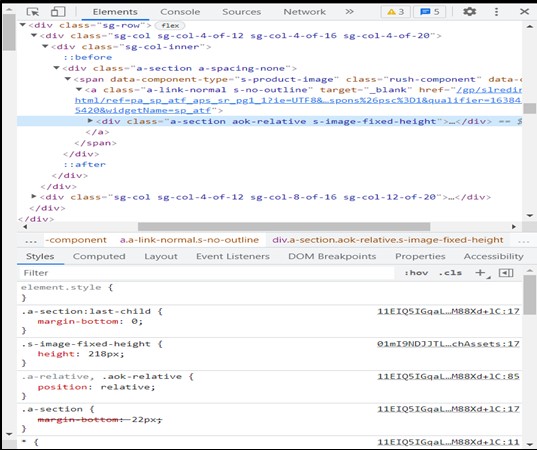 Elements Console Sources Network » 3 5
▼<div class="sg-row"> flex
▼<div class="sg-col sg-col-4-of-12 sg-col-4-of-16 sg-col-4-of-20">
▼<div class="sg-col-inner">
::before
▼<div class="a-section a-spacing-none">
▼<span data-component-type="s-product-image" class="rush-component" data-c
▼<a class="a-link-normal s-no-outline" target="_blank" href="/gp/slredir
html/ref=pa_sp_atf_aps_sr_pg1_1?ie=UTF8&…spons%26psc%3D1&qualifier=16384
5420&widgetName=sp_atf">
▶<div class="a-section aok-relative s-image-fixed-height">…</div> == $
</a>
</span>
</div>
::after
</div>
</div>
▶<div class="sg-col sg-col-4-of-12 sg-col-8-of-16 sg-col-12-of-20">…</div>
</div>
</div>
... -component a.a-link-normal.s-no-outline div.a-section.aok-relative.s-image-fixed-height ...
Styles Computed Layout Event Listeners DOM Breakpoints Properties Accessibility
Filter :hov .cls +
element.style {
}
.a-section:last-child { 11EIQ5IGqaL…M88Xd+lC:17
margin-bottom: 0;
}
.s-image-fixed-height { 01mI9NDJJTL…chAssets:17
height: 218px;
}
.a-relative, .aok-relative { 11EIQ5IGqaL…M88Xd+lC:85
position: relative;
}
.a-section { 11EIQ5IGqaL…M88Xd+lC:17
margin-bottom: 22px;
}
* { 11EIQ5IGqaL…M88Xd+lC:11